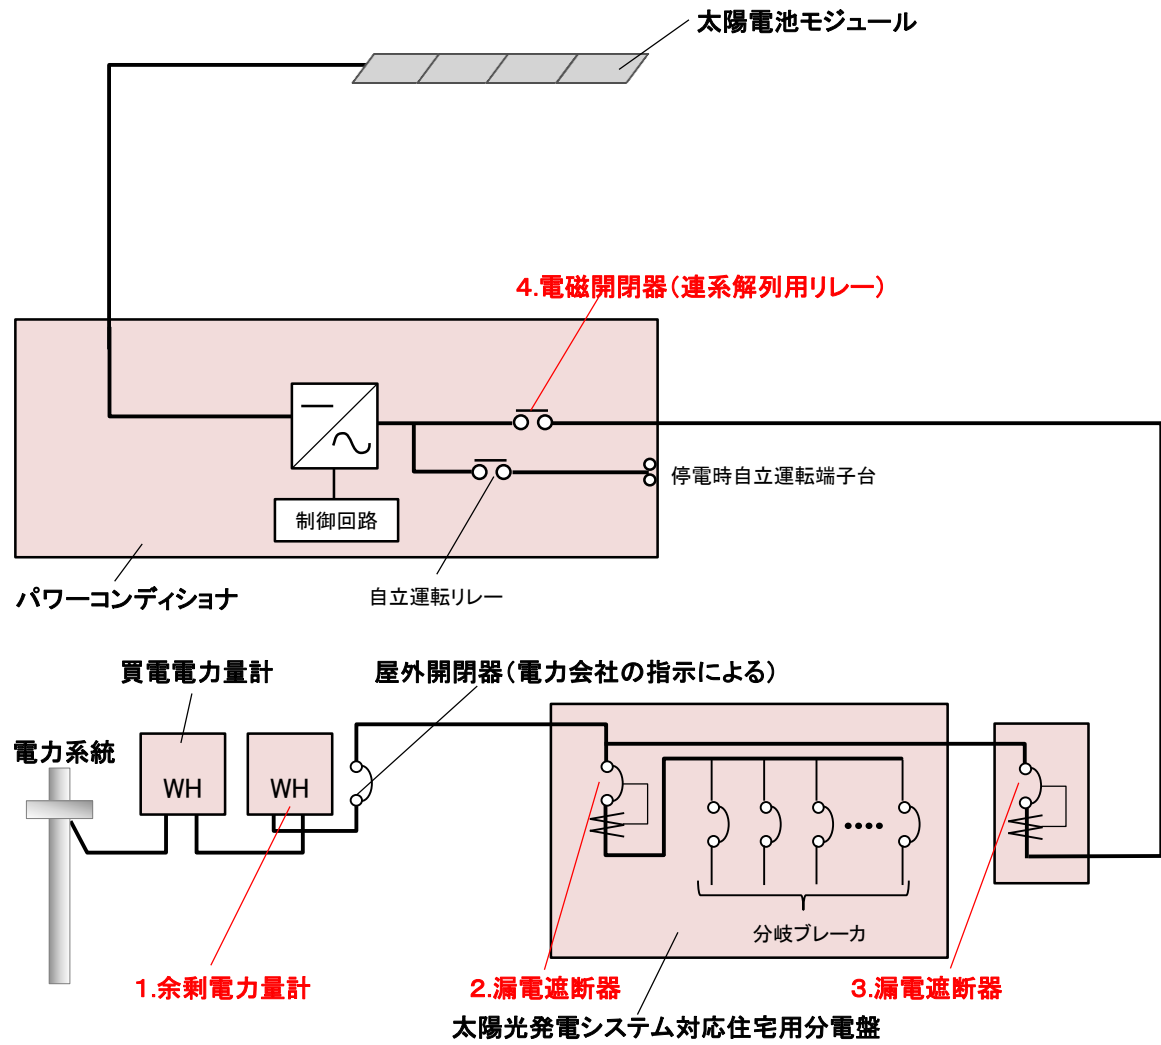 太陽電池モジュール
4.電磁開閉器（連系解列用リレー）
停電時自立運転端子台
制御回路
パワーコンディショナ
自立運転リレー
買電電力量計
屋外開閉器（電力会社の指示による）
電力系統
WH
WH
分岐ブレーカ
1.余剰電力量計
2.漏電遮断器
3.漏電遮断器
太陽光発電システム対応住宅用分電盤